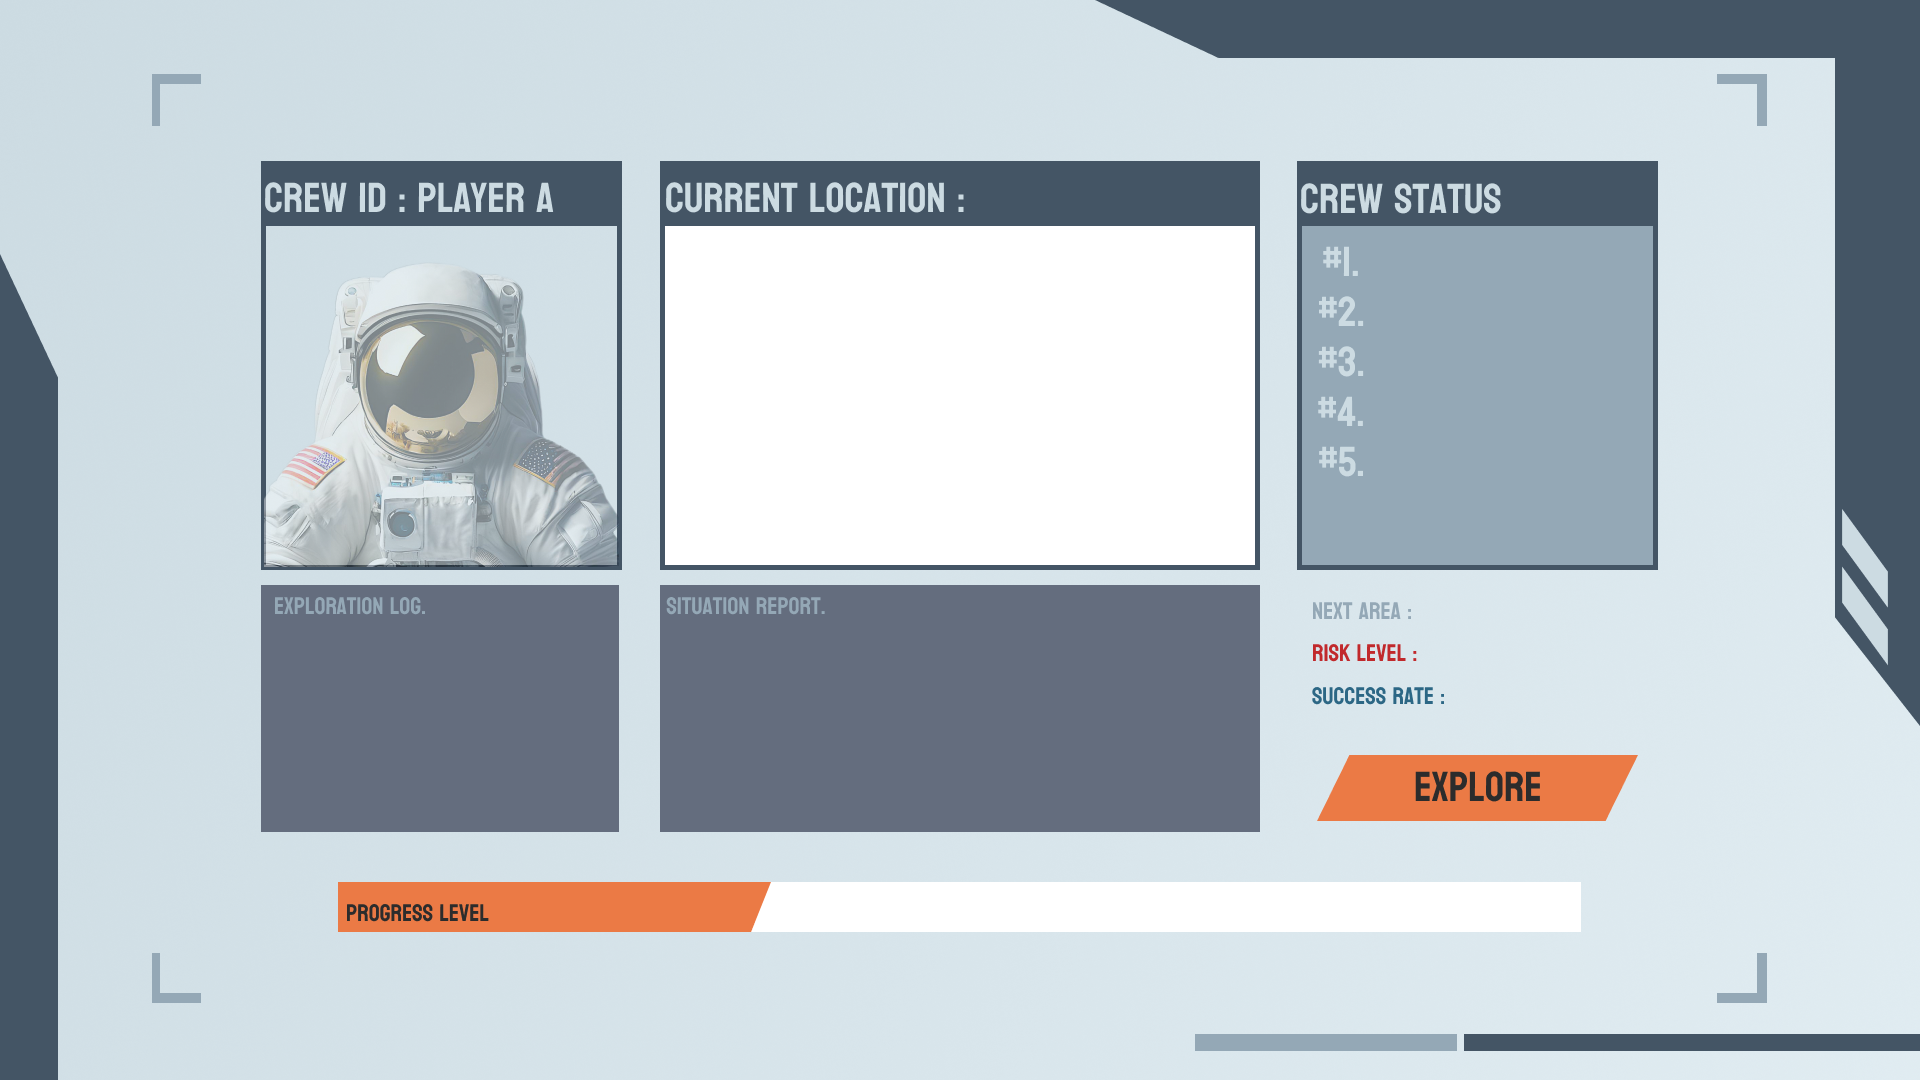 CREW ID : PLAYER A
CURRENT LOCATION :
CREW STATUS
#1.
#2.
#3.
#4.
#5.
EXPLORATION LOG.
SITUATION REPORT.
NEXT AREA :
RISK LEVEL :
SUCCESS RATE :
EXPLORE
PROGRESS LEVEL